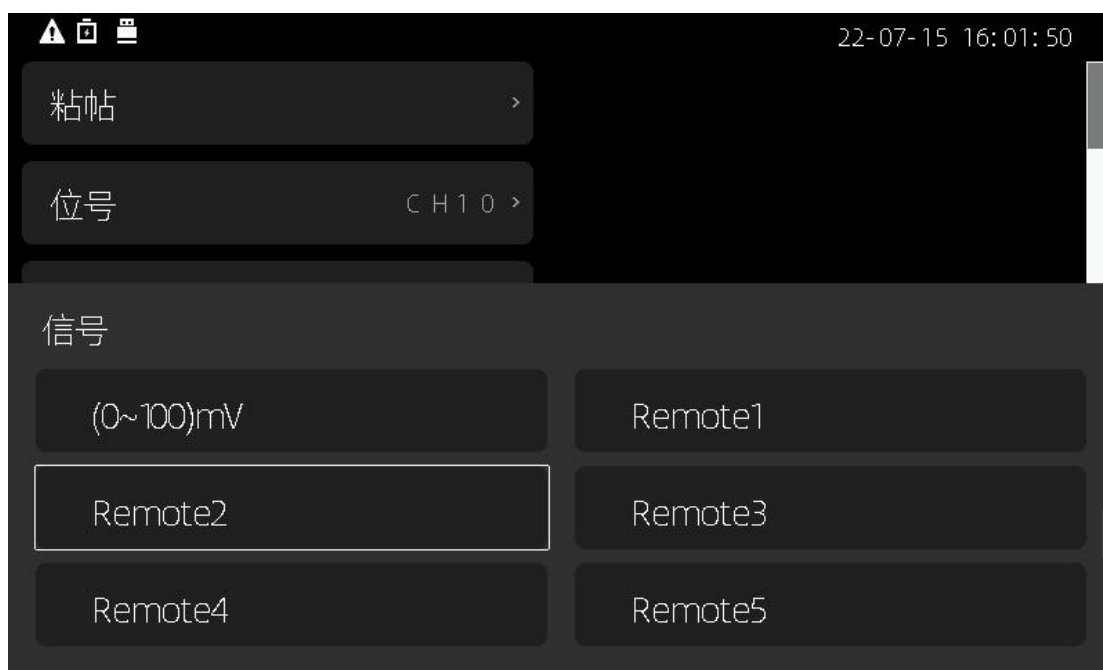 22-07-15 16:01:50
粘帖
位号 CH10
信号
(0~100)mV Remote1
Remote2 Remote3
Remote4 Remote5